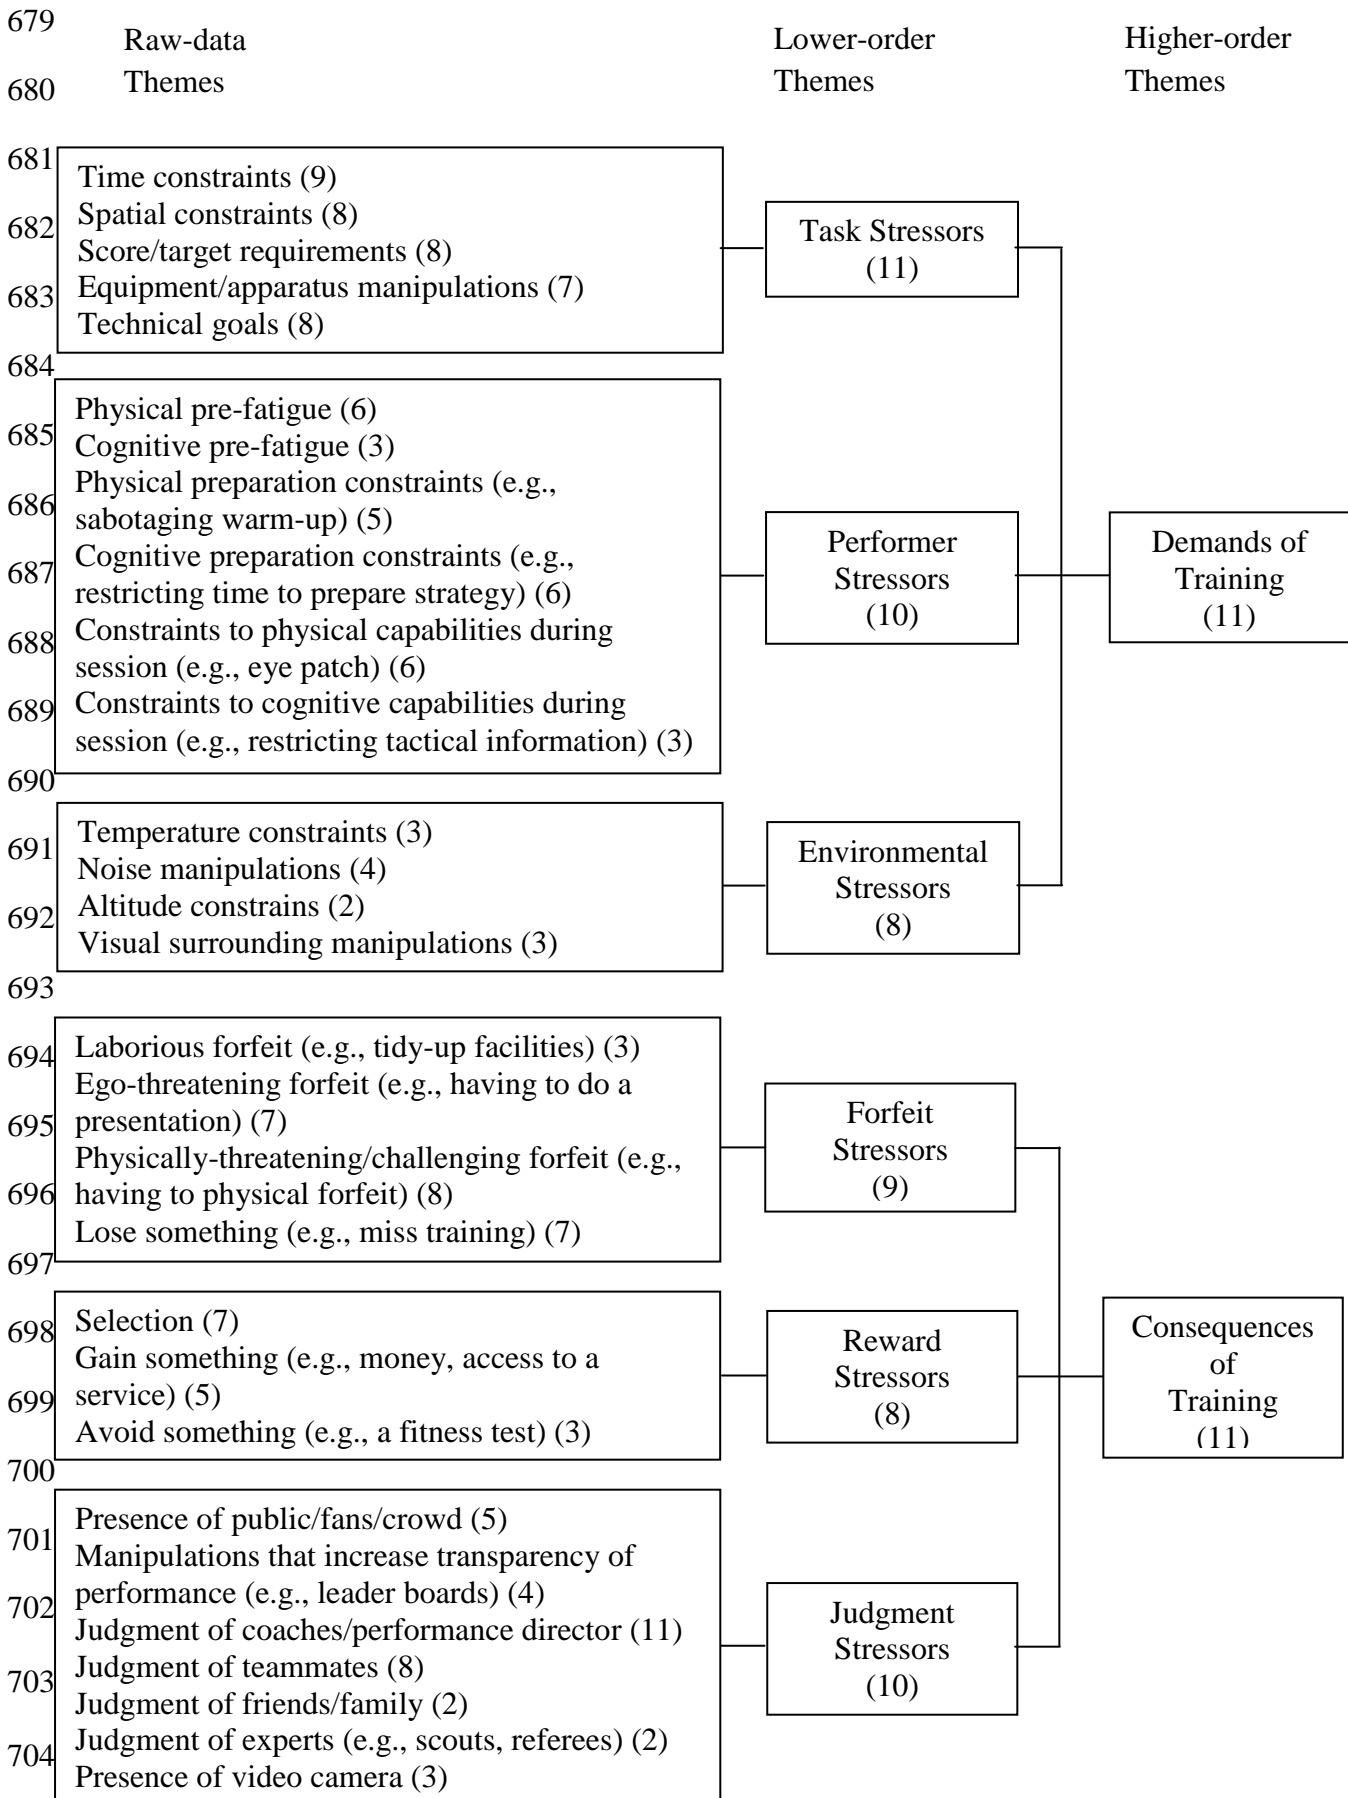 679
Raw-data
Themes
Lower-order
Themes
Higher-order
Themes
680
681
Time constraints (9)
Spatial constraints (8)
Score/target requirements (8)
Equipment/apparatus manipulations (7)
Technical goals (8)
682
683
684
Task Stressors
(11)
Physical pre-fatigue (6)
Cognitive pre-fatigue (3)
Physical preparation constraints (e.g.,
sabotaging warm-up) (5)
Cognitive preparation constraints (e.g.,
restricting time to prepare strategy) (6)
Constraints to physical capabilities during
session (e.g., eye patch) (6)
Constraints to cognitive capabilities during
session (e.g., restricting tactical information) (3)
685
686
687
688
689
690
Performer
Stressors
(10)
Demands of
Training
(11)
Temperature constraints (3)
Noise manipulations (4)
Altitude constrains (2)
Visual surrounding manipulations (3)
691
692
693
Environmental
Stressors
(8)
Laborious forfeit (e.g., tidy-up facilities) (3)
Ego-threatening forfeit (e.g., having to do a
presentation) (7)
Physically-threatening/challenging forfeit (e.g.,
having to physical forfeit) (8)
Lose something (e.g., miss training) (7)
694
695
696
697
Forfeit
Stressors
(9)
Selection (7)
Gain something (e.g., money, access to a
service) (5)
Avoid something (e.g., a fitness test) (3)
698
699
700
Reward
Stressors
(8)
Consequences
of
Training
(11)
Presence of public/fans/crowd (5)
Manipulations that increase transparency of
performance (e.g., leader boards) (4)
Judgment of coaches/performance director (11)
Judgment of teammates (8)
Judgment of friends/family (2)
Judgment of experts (e.g., scouts, referees) (2)
Presence of video camera (3)
701
702
703
704
Judgment
Stressors
(10)